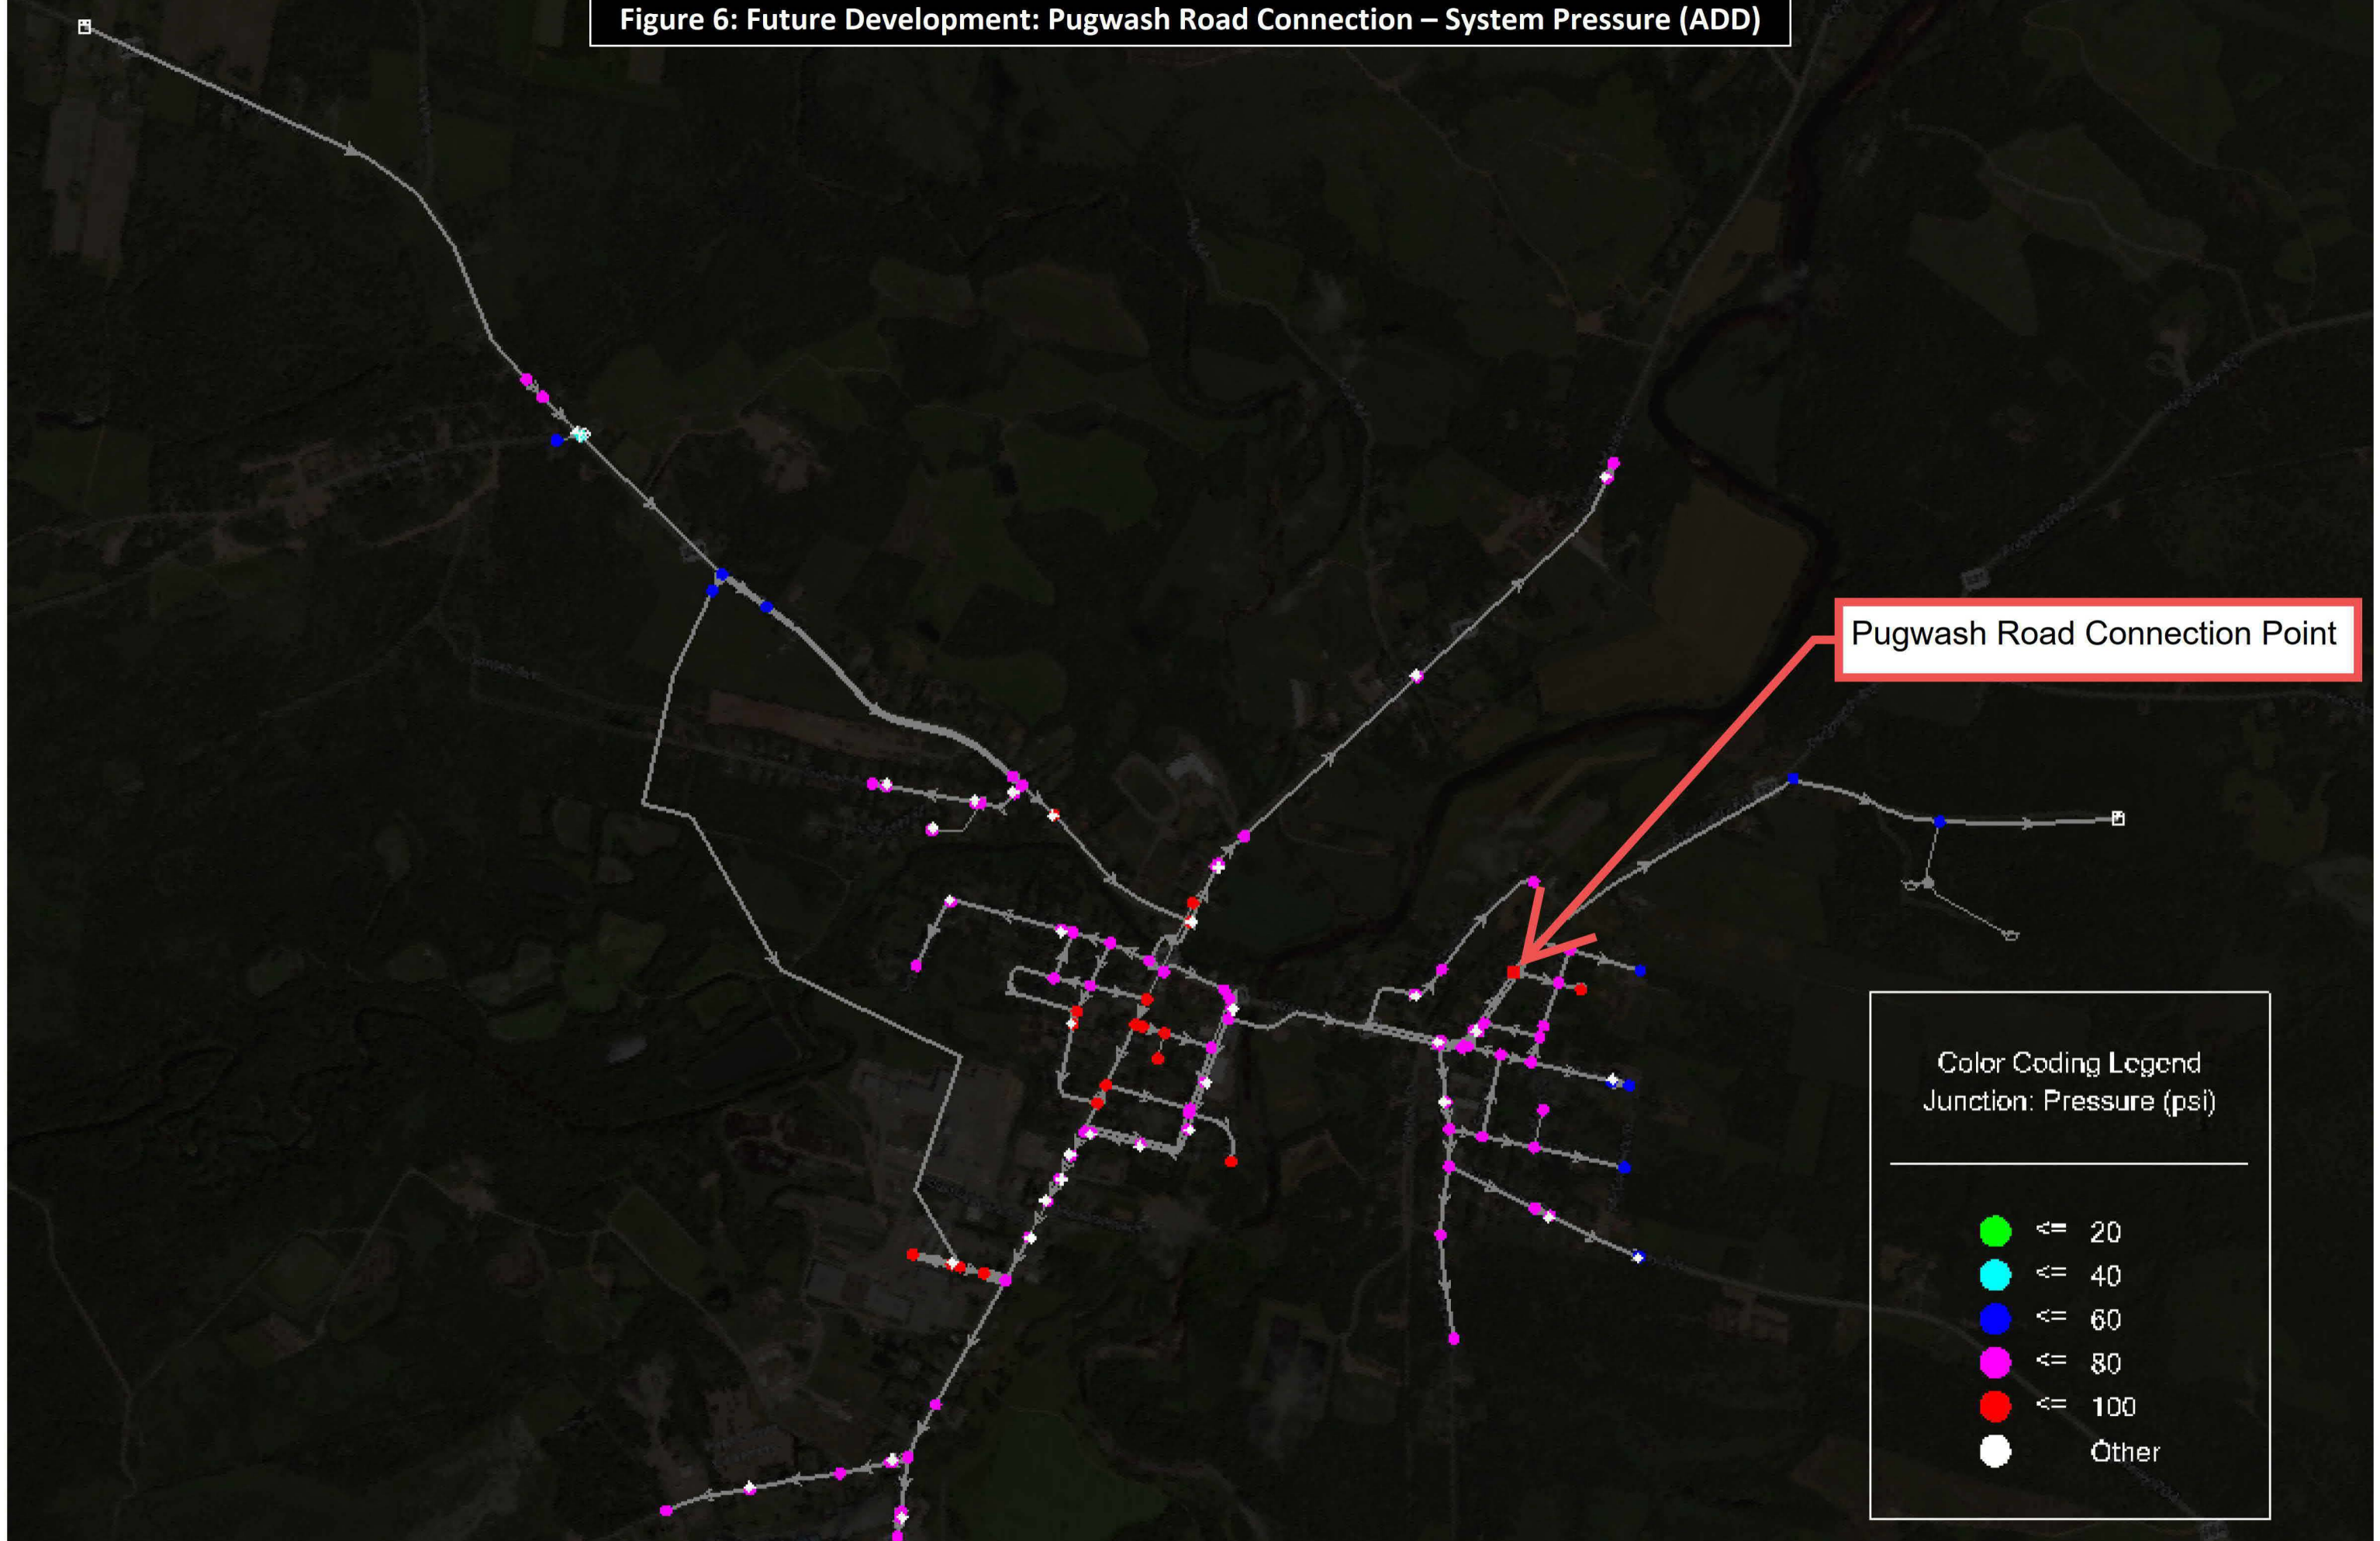 Figure 6: Future Development: Pugwash Road Connection – System Pressure (ADD)
Pugwash Road Connection Point
Color Coding Legend
Junction: Pressure (psi)
<= 20
<= 40
<= 60
<= 80
<= 100
Other